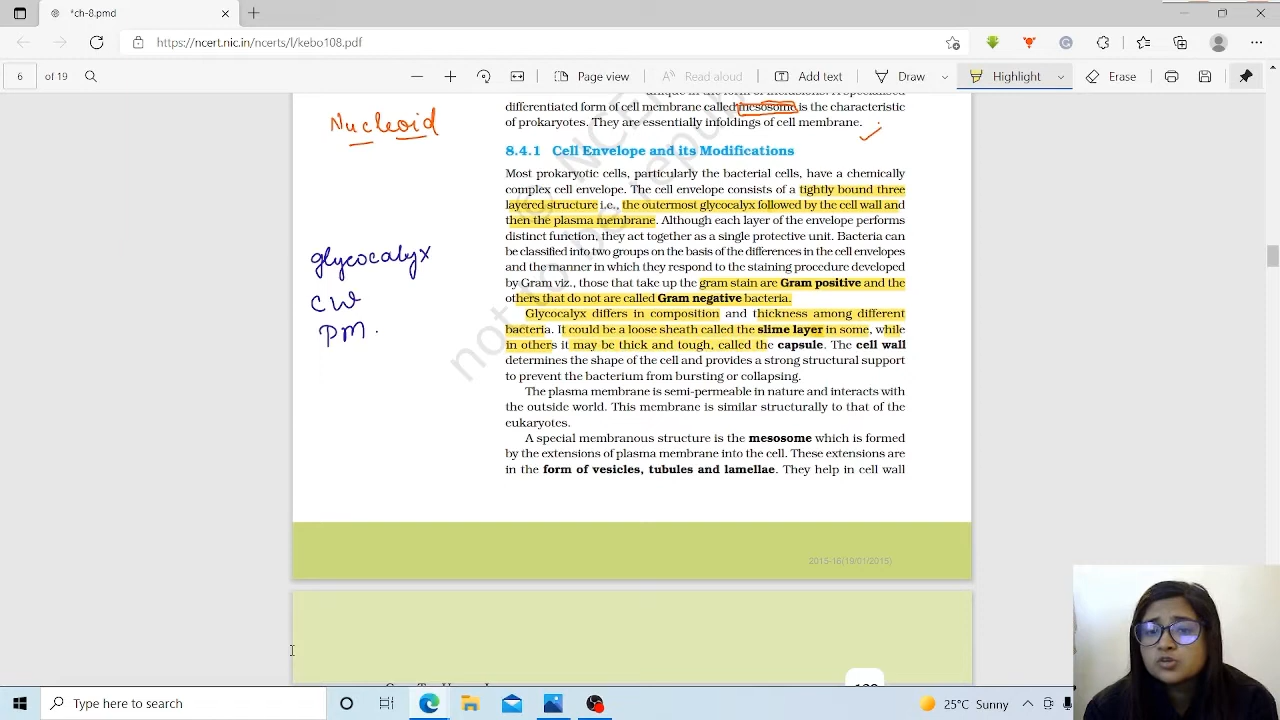 *ch-8.pmd
https://ncert.nic.in/ncerts/l/kebo108.pdf
6 of 19
Page view
Read aloud
Add text
Draw
Highlight
Erase
unique in the form of inclusions. A specialised
differentiated form of cell membrane called mesosome is the characteristic
of prokaryotes. They are essentially infoldings of cell membrane.
Nucleoid
8.4.1 Cell Envelope and its Modifications
Most prokaryotic cells, particularly the bacterial cells, have a chemically
complex cell envelope. The cell envelope consists of a tightly bound three
layered structure i.e., the outermost glycocalyx followed by the cell wall and
then the plasma membrane. Although each layer of the envelope performs
distinct function, they act together as a single protective unit. Bacteria can
be classified into two groups on the basis of the differences in the cell envelopes
and the manner in which they respond to the staining procedure developed
by Gram viz., those that take up the gram stain are Gram positive and the
others that do not are called Gram negative bacteria.
glycocalyx
CW
PM .
Glycocalyx differs in composition and thickness among different
bacteria. It could be a loose sheath called the slime layer in some, while
in others it may be thick and tough, called the capsule. The cell wall
determines the shape of the cell and provides a strong structural support
to prevent the bacterium from bursting or collapsing.
The plasma membrane is semi-permeable in nature and interacts with
the outside world. This membrane is similar structurally to that of the
eukaryotes.
A special membranous structure is the mesosome which is formed
by the extensions of plasma membrane into the cell. These extensions are
in the form of vesicles, tubules and lamellae. They help in cell wall
2015-16(19/01/2015)
Type here to search
25°C Sunny